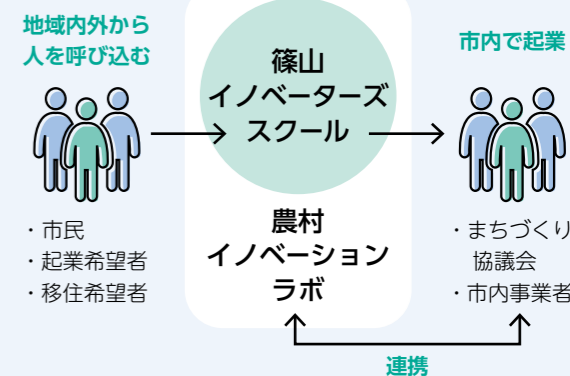 地域内外から
人を呼び込む
・市民
・起業希望者
・移住希望者
篠山
イノベーターズ
スクール
農村
イノベーション
ラボ
市内で起業
・まちづくり
協議会
・市内事業者
連携